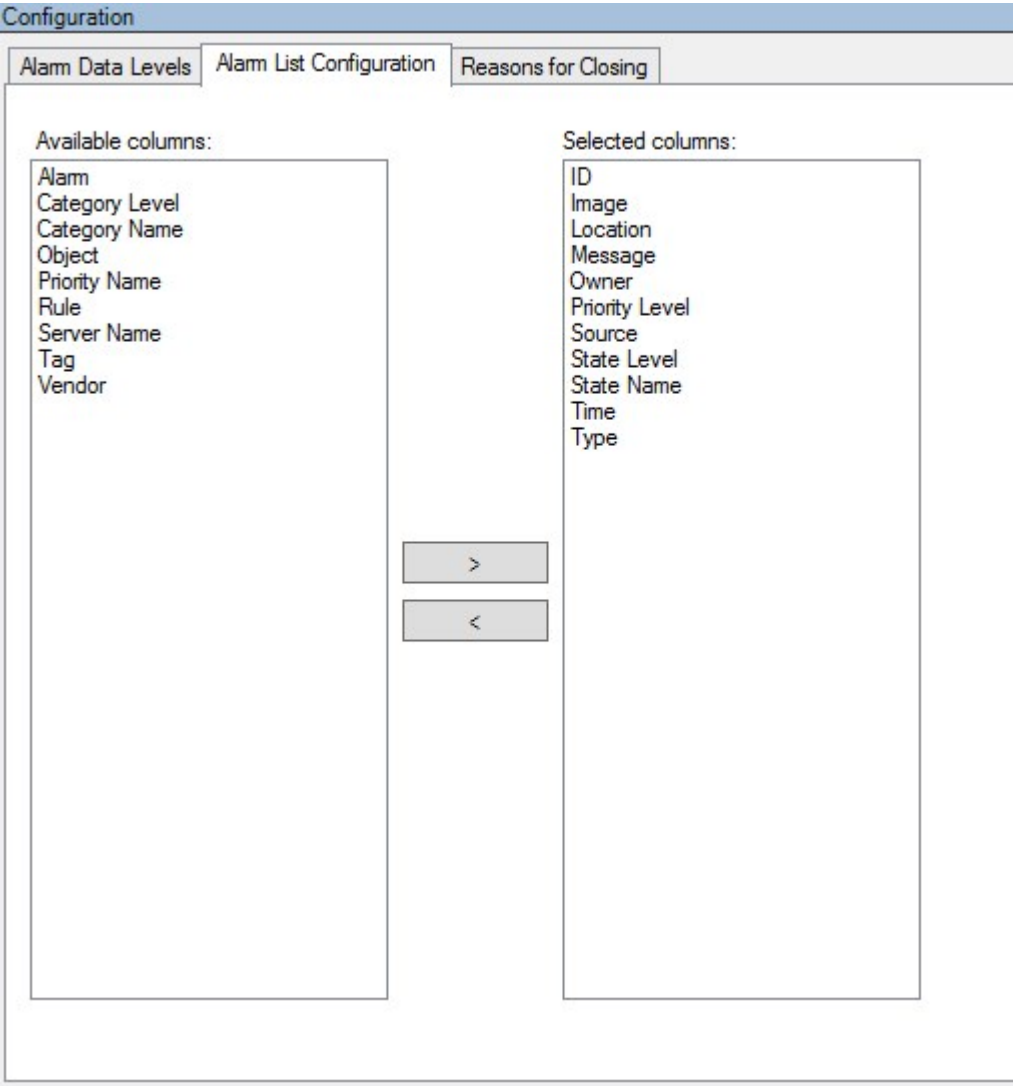 Configuration
Alarm Data Levels
Alarm List Configuration
Reasons for Closing
Available columns:
Alarm
Category Level
Category Name
Object
Priority Name
Rule
Server Name
Tag
Vendor
>
<
Selected columns:
ID
Image
Location
Message
Owner
Priority Level
Source
State Level
State Name
Time
Type